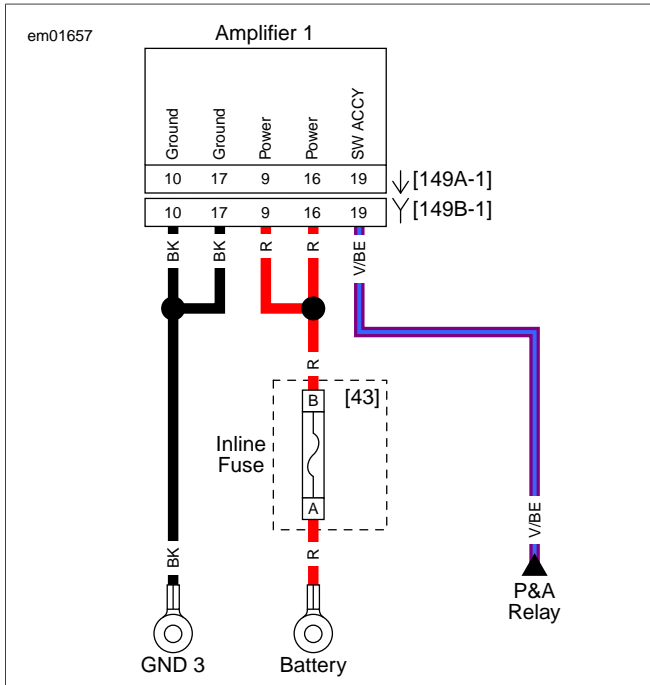 em01657
Amplifier 1
Ground
Ground
Power
Power
SW ACCY
10 17 9 16 19 [149A-1]
10 17 9 16 19 [149B-1]
BK
BK
R
R
V/BE
R
B
[43]
Inline
Fuse
A
BK
R
V/BE
P&A
Relay
GND 3
Battery